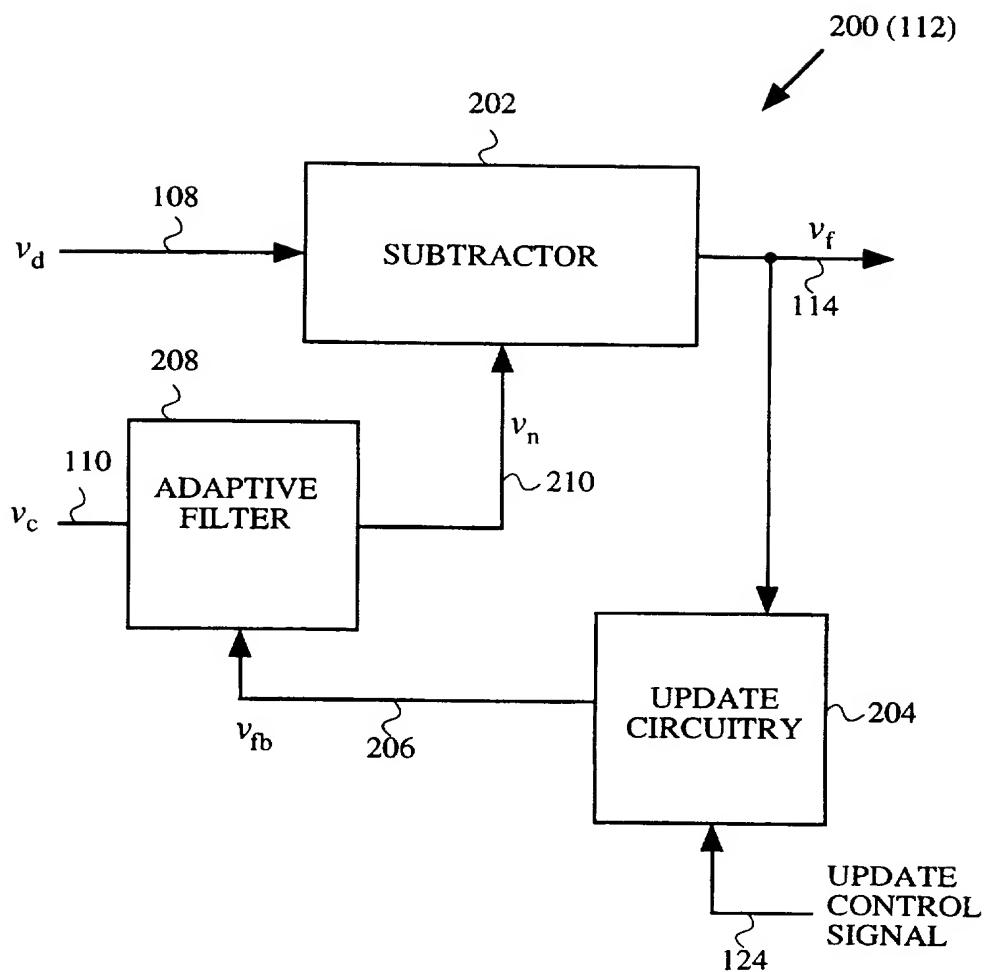 200 (112)
202
108
v_d
SUBTRACTOR
v_f
114
208
v_n
210
110
v_c
ADAPTIVE
FILTER
UPDATE
CIRCUITRY
204
v_fb
206
UPDATE
CONTROL
SIGNAL
124